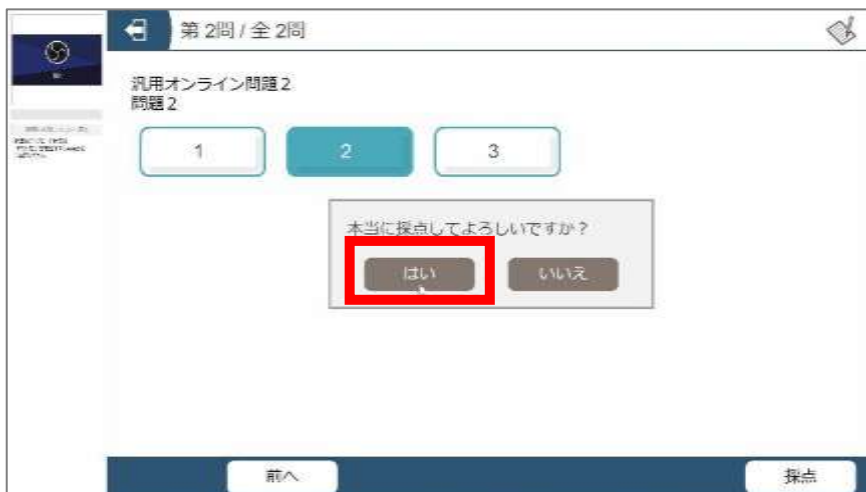 第 2問 / 全 2問
汎用オンライン問題２
問題２
1
2
3
本当に採点してよろしいですか？
はい
いいえ
前へ
採点